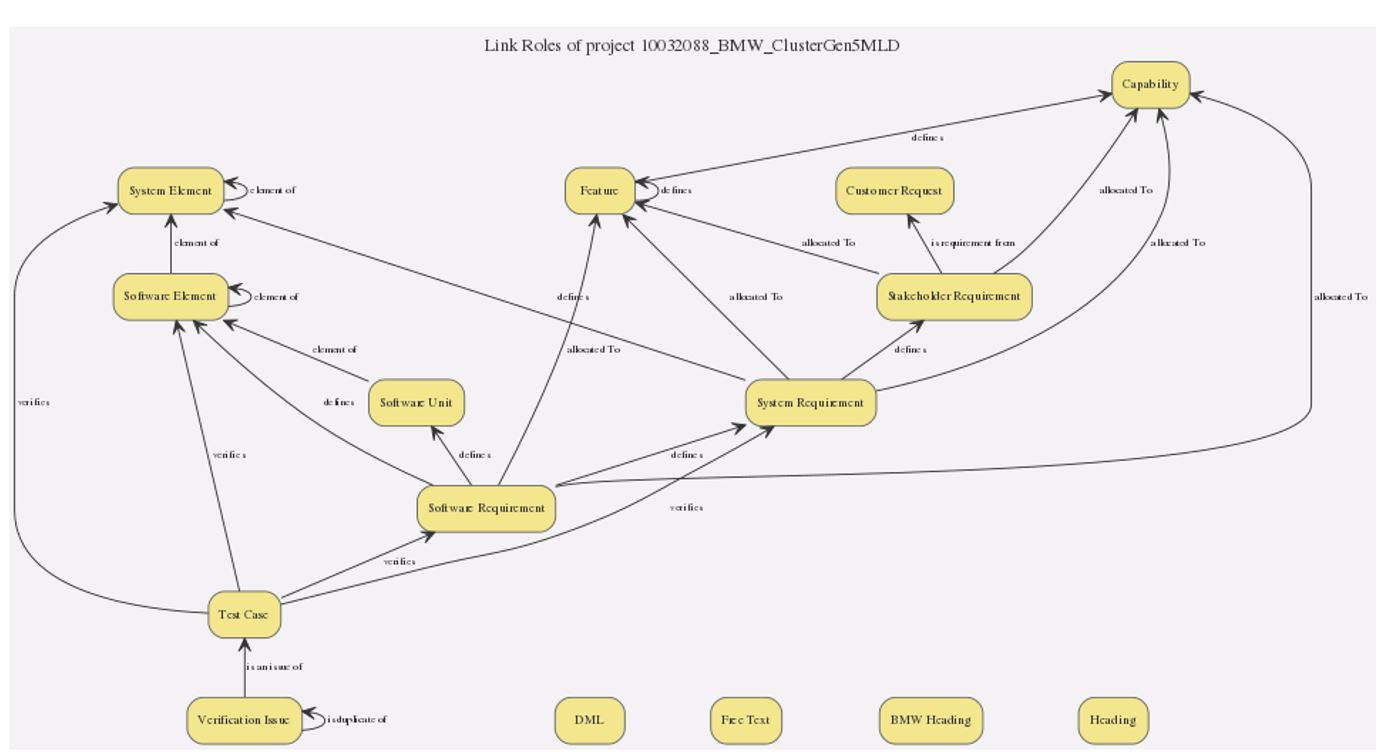 Link Roles of project 10032088_BMW_ClusterGen5MLD
Capability
defines
System Element
element of
Feature
defines
Customer Request
allocated To
element of
allocated To
is requirement from
allocated To
Software Element
element of
defines
allocated To
Stakeholder Requirement
allocated To
element of
allocated To
defines
verifies
defines
Software Unit
System Requirement
verifies
defines
defines
Software Requirement
verifies
verifies
Test Case
is an issue of
Verification Issue
is duplicate of
DML
Free Text
BMW Heading
Heading